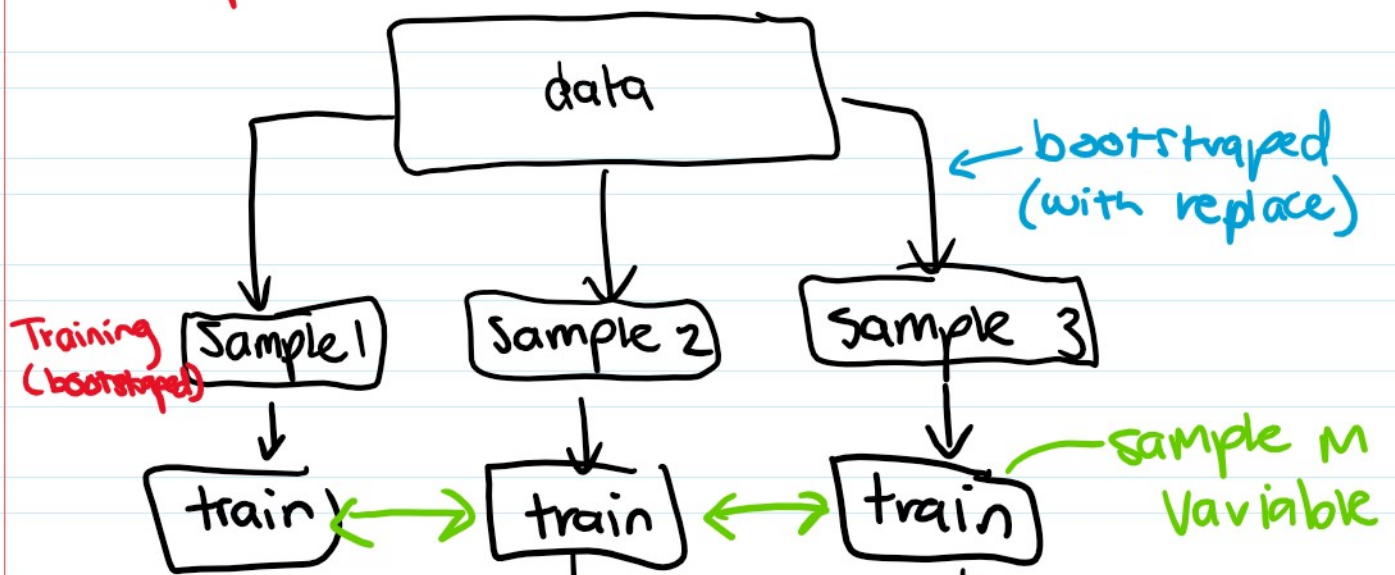 data
bootstraped
(with replace)
Training
(bootstraped)
Sample 1
Sample 2
Sample 3
sample M
variable
train
train
train